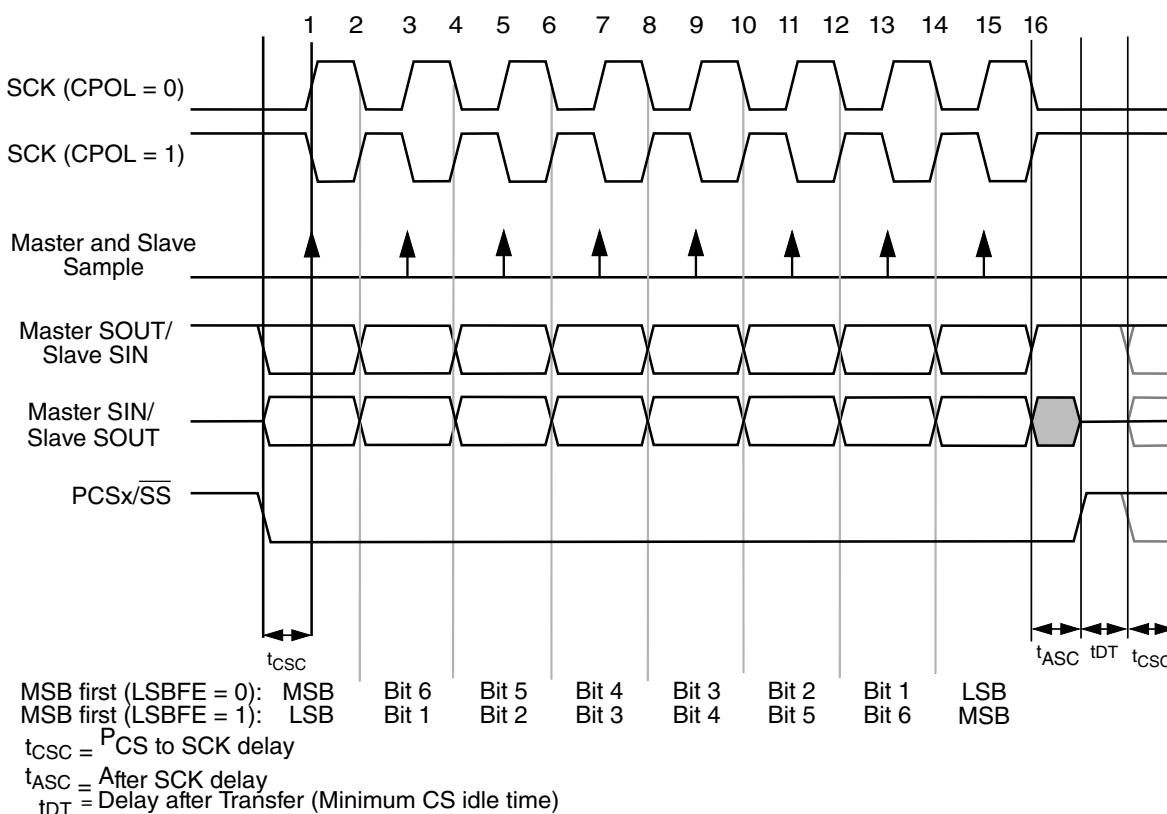 1 2 3 4 5 6 7 8 9 10 11 12 13 14 15 16
SCK (CPOL = 0)
SCK (CPOL = 1)
Master and Slave
Sample
Master SOUT/
Slave SIN
Master SIN/
Slave SOUT
PCSx/SS
tCSC tASC tDT tCSC
MSB first (LSBFE = 0): MSB Bit 6 Bit 5 Bit 4 Bit 3 Bit 2 Bit 1 LSB
MSB first (LSBFE = 1): LSB Bit 1 Bit 2 Bit 3 Bit 4 Bit 5 Bit 6 MSB
tCSC = PCS to SCK delay
tASC = After SCK delay
tDT = Delay after Transfer (Minimum CS idle time)